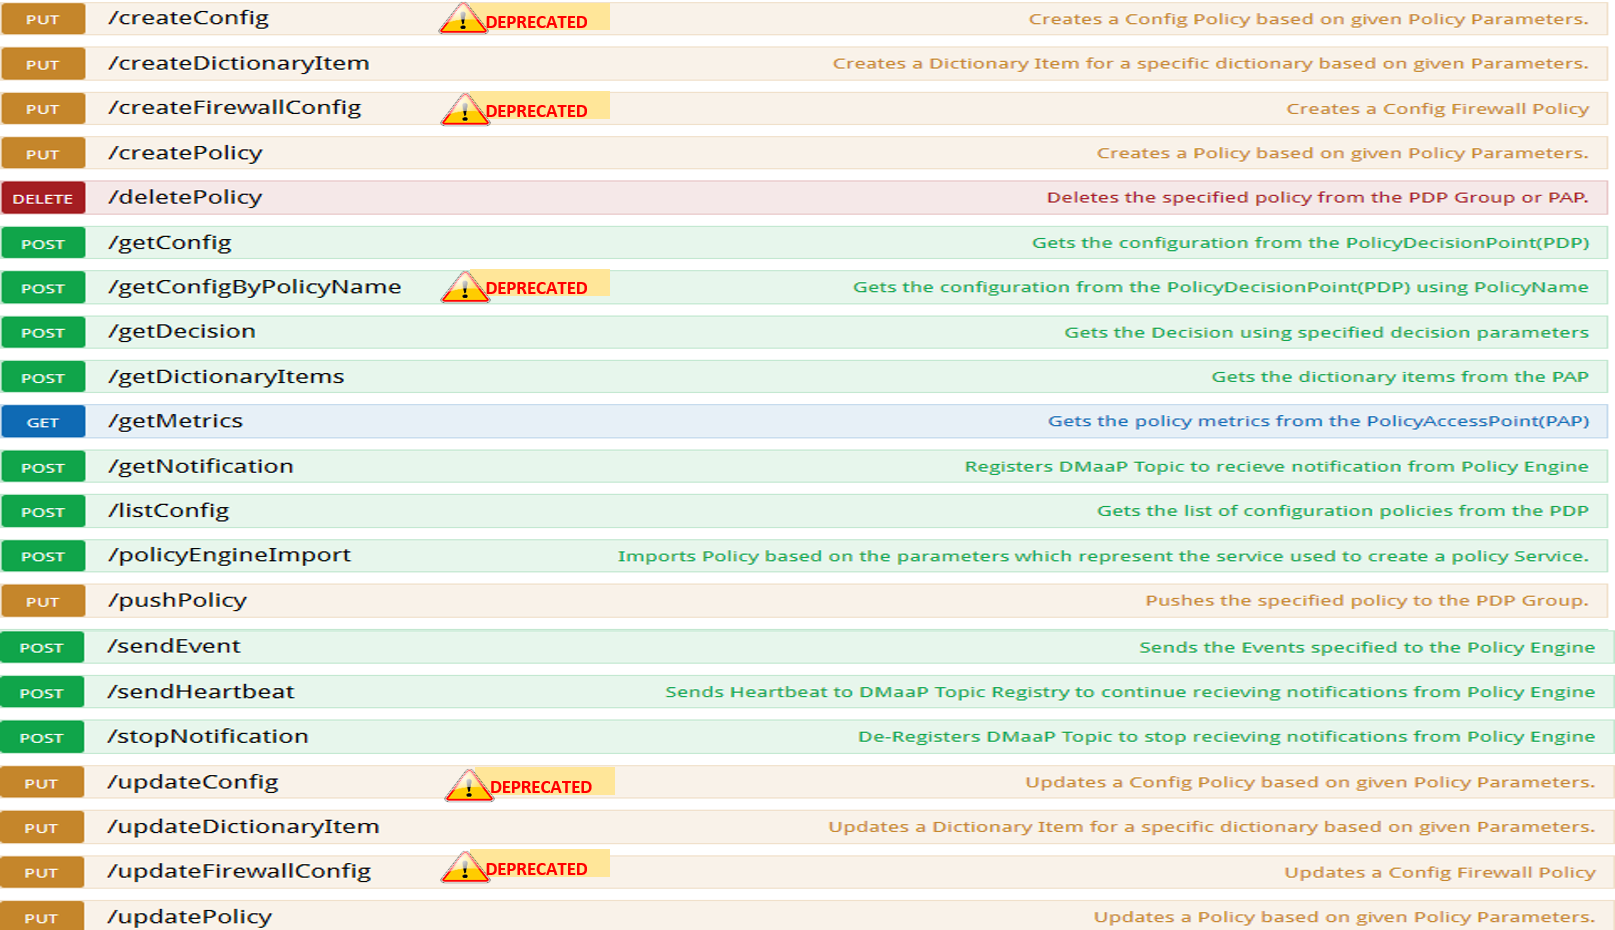 PUT /createConfig DEPRECATED Creates a Config Policy based on given Policy Parameters.
PUT /createDictionaryItem Creates a Dictionary Item for a specific dictionary based on given Parameters.
PUT /createFirewallConfig DEPRECATED Creates a Config Firewall Policy
PUT /createPolicy Creates a Policy based on given Policy Parameters.
DELETE /deletePolicy Deletes the specified policy from the PDP Group or PAP.
POST /getConfig Gets the configuration from the PolicyDecisionPoint(PDP)
POST /getConfigByPolicyName DEPRECATED Gets the configuration from the PolicyDecisionPoint(PDP) using PolicyName
POST /getDecision Gets the Decision using specified decision parameters
POST /getDictionaryItems Gets the dictionary items from the PAP
GET /getMetrics Gets the policy metrics from the PolicyAccessPoint(PAP)
POST /getNotification Registers DMaaP Topic to recieve notification from Policy Engine
POST /listConfig Gets the list of configuration policies from the PDP
POST /policyEngineImport Imports Policy based on the parameters which represent the service used to create a policy Service.
PUT /pushPolicy Pushes the specified policy to the PDP Group.
POST /sendEvent Sends the Events specified to the Policy Engine
POST /sendHeartbeat Sends Heartbeat to DMaaP Topic Registry to continue recieving notifications from Policy Engine
POST /stopNotification De-Registers DMaaP Topic to stop recieving notifications from Policy Engine
PUT /updateConfig DEPRECATED Updates a Config Policy based on given Policy Parameters.
PUT /updateDictionaryItem Updates a Dictionary Item for a specific dictionary based on given Parameters.
PUT /updateFirewallConfig DEPRECATED Updates a Config Firewall Policy
PUT /updatePolicy Updates a Policy based on given Policy Parameters.